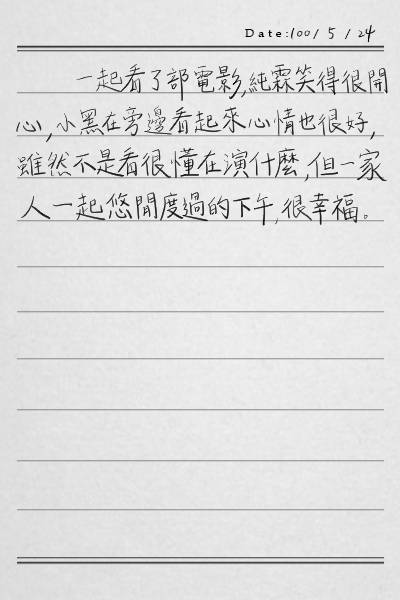 Date:100/5/24
一起看了部電影,純霖笑得很開
心,小黑在旁邊看起來心情也很好,
雖然不是看很懂在演什麼,但一家
人一起悠閒度過的下午,很幸福。